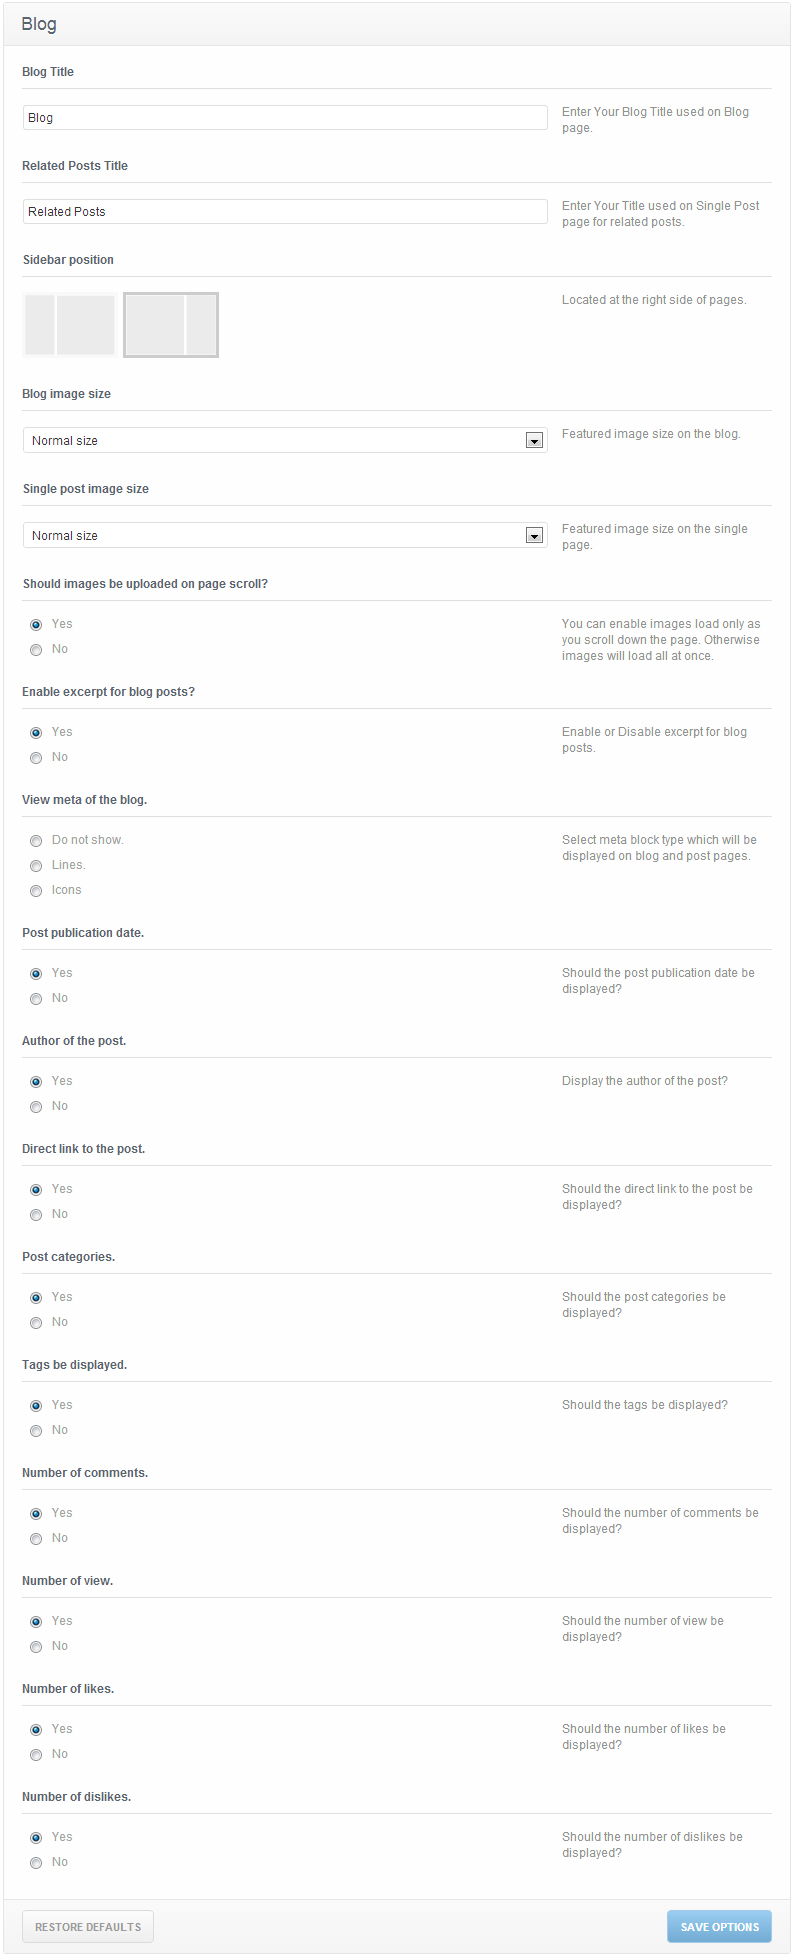 Blog
Blog Title
Blog
Enter Your Blog Title used on Blog
page.
Related Posts Title
Related Posts
Enter Your Title used on Single Post
page for related posts.
Sidebar position
Located at the right side of pages.
Blog image size
Normal size
Featured image size on the blog.
Single post image size
Normal size
Featured image size on the single
page.
Should images be uploaded on page scroll?
Yes
No
You can enable images load only as
you scroll down the page. Otherwise
images will load all at once.
Enable excerpt for blog posts?
Yes
No
Enable or Disable excerpt for blog
posts.
View meta of the blog.
Do not show.
Lines.
Icons
Select meta block type which will be
displayed on blog and post pages.
Post publication date.
Yes
No
Should the post publication date be
displayed?
Author of the post.
Yes
No
Display the author of the post?
Direct link to the post.
Yes
No
Should the direct link to the post be
displayed?
Post categories.
Yes
No
Should the post categories be
displayed?
Tags be displayed.
Yes
No
Should the tags be displayed?
Number of comments.
Yes
No
Should the number of comments be
displayed?
Number of view.
Yes
No
Should the number of view be
displayed?
Number of likes.
Yes
No
Should the number of likes be
displayed?
Number of dislikes.
Yes
No
Should the number of dislikes be
displayed?
RESTORE DEFAULTS
SAVE OPTIONS